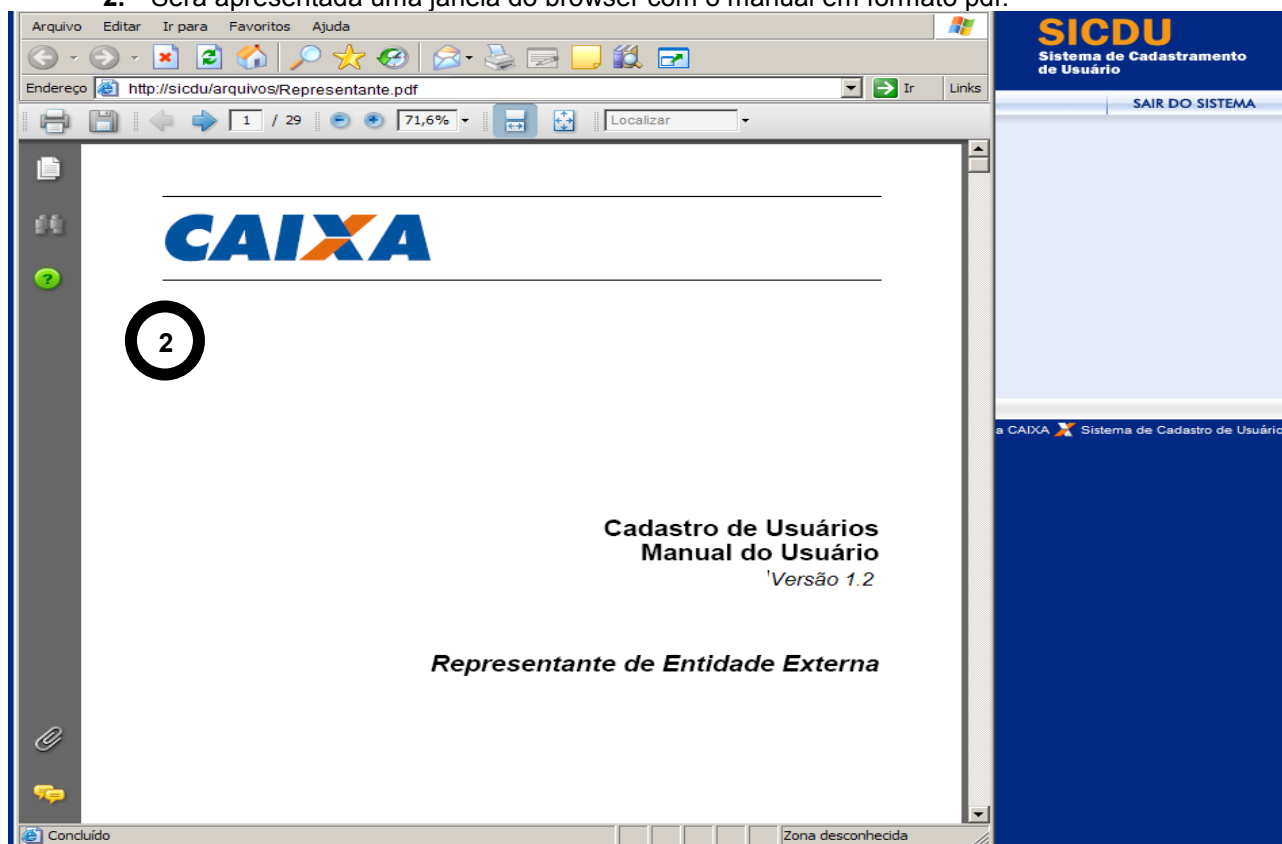 2. Será apresentada uma janela do browser com o manual em formato pdf.
Arquivo Editar Ir para Favoritos Ajuda
Endereço http://sicdu/arquivos/Representante.pdf Ir Links
1 / 29 71,6% Localizar
SICDU
Sistema de Cadastramento
de Usuário
SAIR DO SISTEMA
CAIXA
2
Cadastro de Usuários
Manual do Usuário
Versão 1.2
Representante de Entidade Externa
a CAIXA Sistema de Cadastro de Usuário
Concluído Zona desconhecida